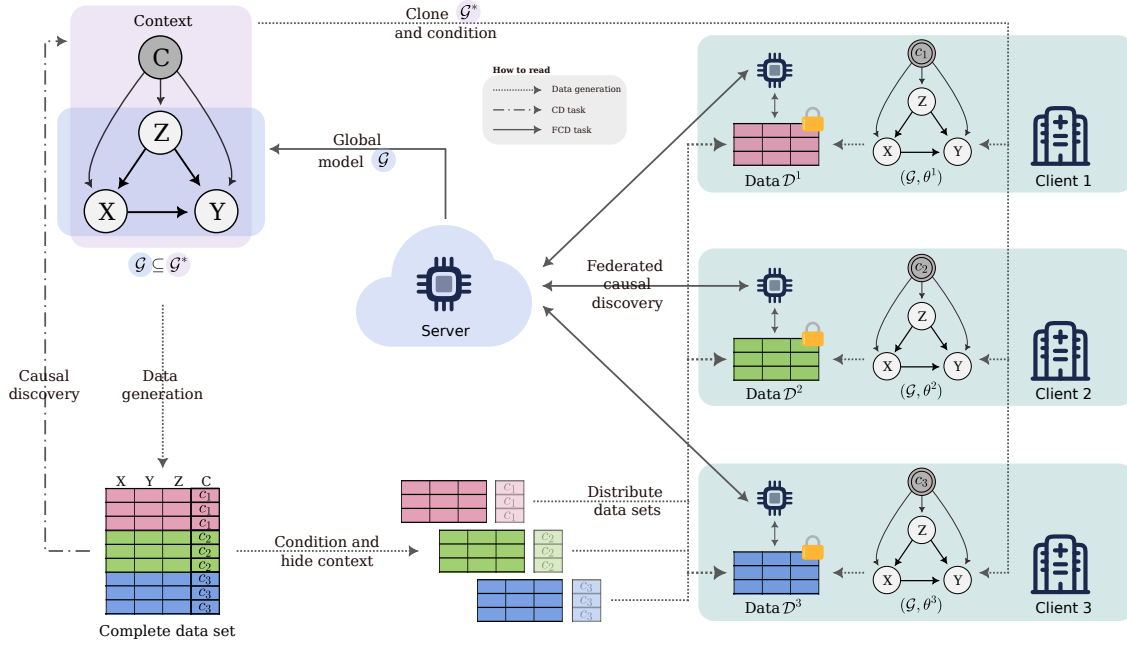 Context
C
Z
X
Y
𝒢 ⊆ 𝒢*
Clone 𝒢*
and condition
How to read
Data generation
CD task
FCD task
Global
model 𝒢
Server
Federated
causal
discovery
Causal
discovery
Data
generation
X Y Z C
c₁
c₁
c₁
c₂
c₂
c₂
c₃
c₃
c₃
Complete data set
Condition and
hide context
c₁
c₁
c₁
c₂
c₂
c₂
c₃
c₃
c₃
Distribute
data sets
c₁
Z
X
Y
Data 𝒟¹
(𝒢, θ¹)
Client 1
c₂
Z
X
Y
Data 𝒟²
(𝒢, θ²)
Client 2
c₃
Z
X
Y
Data 𝒟³
(𝒢, θ³)
Client 3